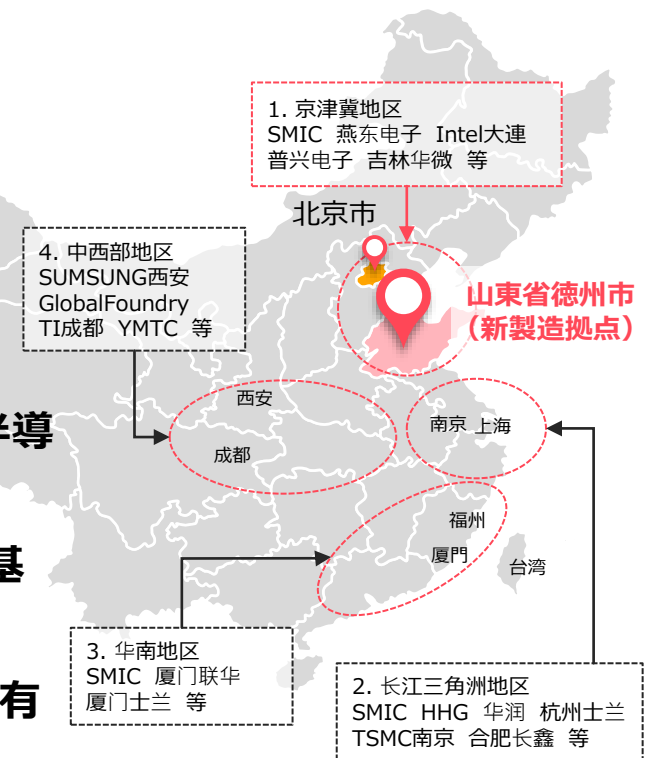 1. 京津冀地区
SMIC 燕东电子 Intel大連
普兴电子 吉林华微 等
北京市
4. 中西部地区
SUMSUNG西安
GlobalFoundry
TI成都 YMTC 等
山東省徳州市
（新製造拠点）
西安
成都
南京 上海
半導
福州
厦門
台湾
基
3. 华南地区
SMIC 厦门联华
厦门士兰 等
有
2. 长江三角洲地区
SMIC HHG 华润 杭州士兰
TSMC南京 合肥长鑫 等